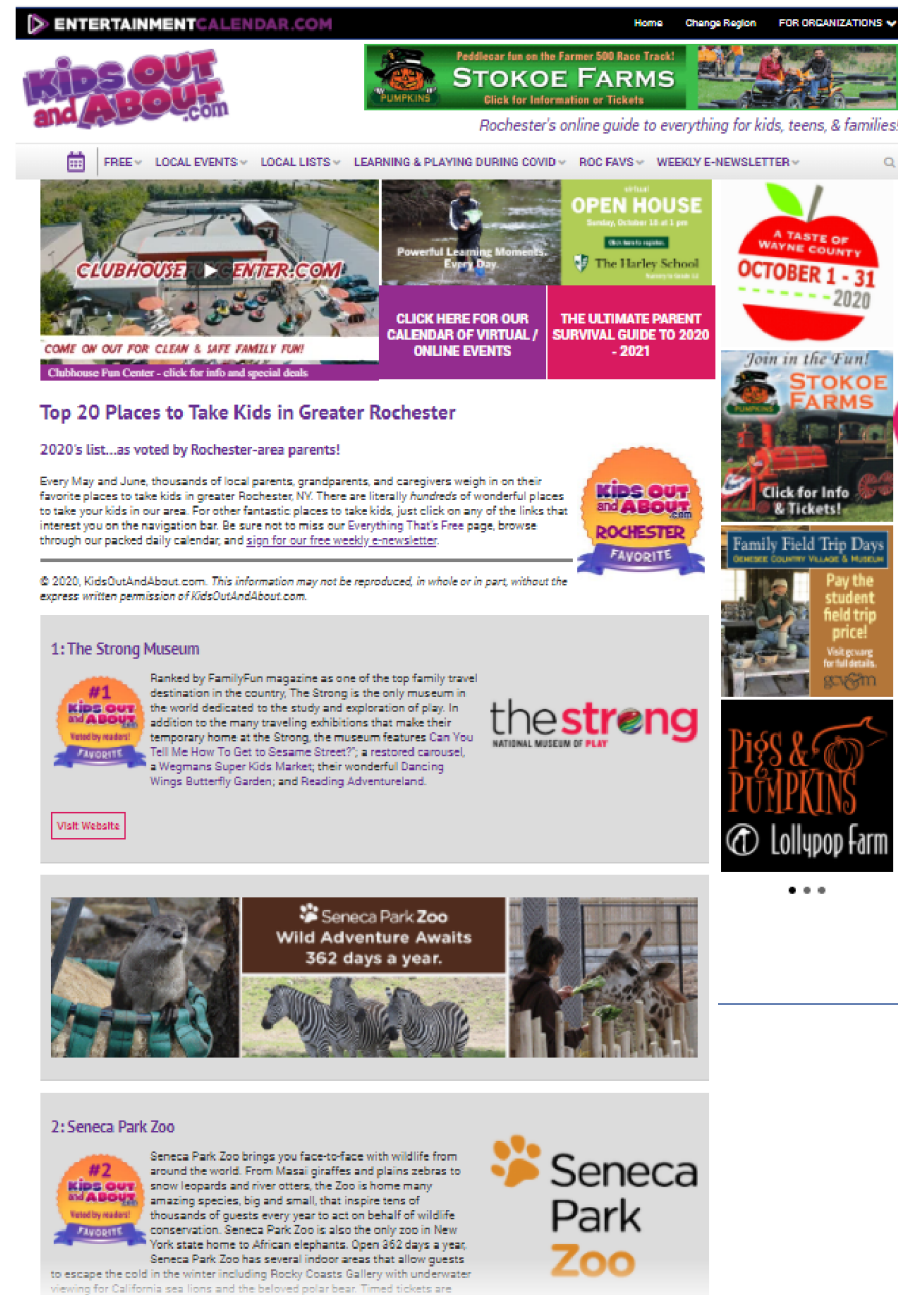 ENTERTAINMENTCALENDAR.COM
Home Change Region FOR ORGANIZATIONS
KIDS OUT
and ABOUT
.com
Peddlecar fun on the Farmer 500 Race Track!
STOKOE FARMS
Click for Information or Tickets
PUMPKINS
Rochester's online guide to everything for kids, teens, & families!
FREE LOCAL EVENTS LOCAL LISTS LEARNING & PLAYING DURING COVID ROC FAVS WEEKLY E-NEWSLETTER
CLUBHOUSEFUNCENTER.COM
COME ON OUT FOR CLEAN & SAFE FAMILY FUN!
Clubhouse Fun Center - click for info and special deals
Powerful Learning Moments.
Every Day.
virtual
OPEN HOUSE
Sunday, October 18 at 1 pm
Click here to register.
The Harley School
CLICK HERE FOR OUR
CALENDAR OF VIRTUAL /
ONLINE EVENTS
THE ULTIMATE PARENT
SURVIVAL GUIDE TO 2020
- 2021
A TASTE OF
WAYNE COUNTY
OCTOBER 1 - 31
2020
Join in the Fun!
STOKOE
FARMS
PUMPKINS
Click for Info
& Tickets!
Family Field Trip Days
GENESEE COUNTRY VILLAGE & MUSEUM
Pay the
student
field trip
price!
Visit gcv.org
for full details.
gcv&m
PIGS &
PUMPKINS
Lollypop Farm
Top 20 Places to Take Kids in Greater Rochester
2020's list...as voted by Rochester-area parents!
Every May and June, thousands of local parents, grandparents, and caregivers weigh in on their
favorite places to take kids in greater Rochester, NY. There are literally hundreds of wonderful places
to take your kids in our area. For other fantastic places to take kids, just click on any of the links that
interest you on the navigation bar. Be sure not to miss our Everything That's Free page, browse
through our packed daily calendar, and sign for our free weekly e-newsletter.
KIDS OUT
and ABOUT
.com
ROCHESTER
FAVORITE
© 2020, KidsOutAndAbout.com. This information may not be reproduced, in whole or in part, without the
express written permission of KidsOutAndAbout.com.
1: The Strong Museum
#1
KIDS OUT
and ABOUT
.com
Voted by readers!
FAVORITE
Ranked by FamilyFun magazine as one of the top family travel
destination in the country, The Strong is the only museum in
the world dedicated to the study and exploration of play. In
addition to the many traveling exhibitions that make their
temporary home at the Strong, the museum features Can You
Tell Me How To Get to Sesame Street?"; a restored carousel,
a Wegmans Super Kids Market; their wonderful Dancing
Wings Butterfly Garden; and Reading Adventureland.
thestrong
NATIONAL MUSEUM OF PLAY
Visit Website
Seneca Park Zoo
Wild Adventure Awaits
362 days a year.
2: Seneca Park Zoo
#2
KIDS OUT
and ABOUT
.com
Voted by readers!
FAVORITE
Seneca Park Zoo brings you face-to-face with wildlife from
around the world. From Masai giraffes and plains zebras to
snow leopards and river otters, the Zoo is home many
amazing species, big and small, that inspire tens of
thousands of guests every year to act on behalf of wildlife
conservation. Seneca Park Zoo is also the only zoo in New
York state home to African elephants. Open 362 days a year,
Seneca Park Zoo has several indoor areas that allow guests
to escape the cold in the winter including Rocky Coasts Gallery with underwater
viewing for California sea lions and the beloved polar bear. Timed tickets are
Seneca
Park
Zoo